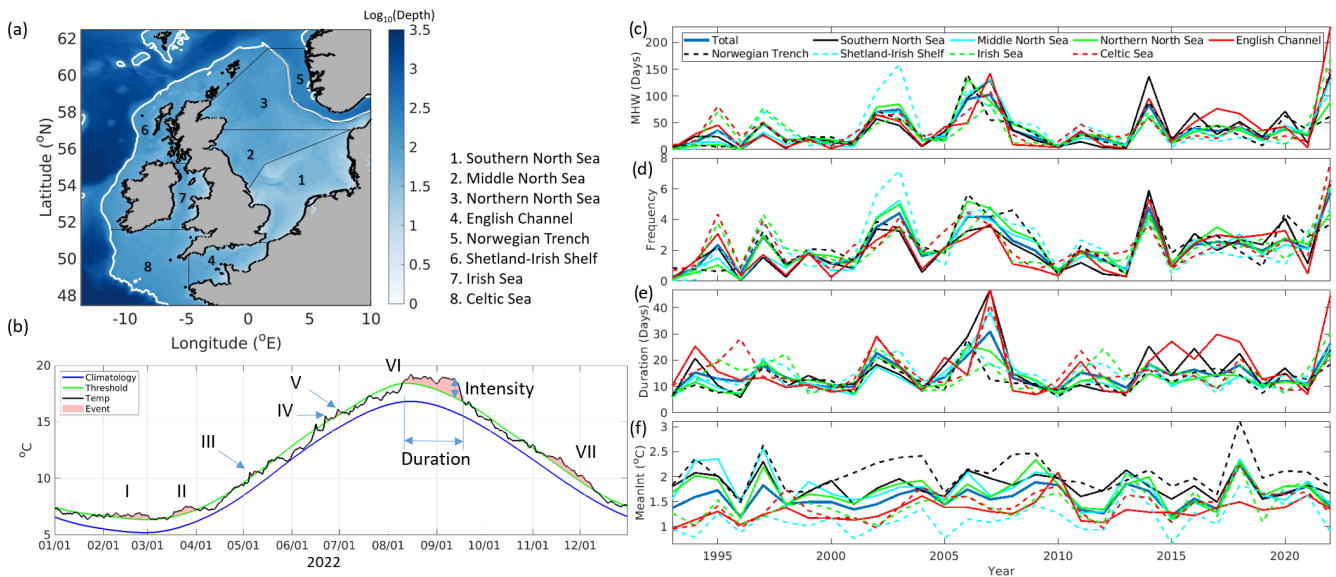 (a)
Log10(Depth)
Latitude (oN)
62
60
58
56
54
52
50
48
-10
-5
0
5
10
Longitude (oE)
1
2
3
4
5
6
7
8
3.5
3
2.5
2
1.5
1
0.5
0
1. Southern North Sea
2. Middle North Sea
3. Northern North Sea
4. English Channel
5. Norwegian Trench
6. Shetland-Irish Shelf
7. Irish Sea
8. Celtic Sea
(b)
Climatology
Threshold
Temp
Event
oC
20
15
10
5
I
II
III
IV
V
VI
VII
Intensity
Duration
01/01
02/01
03/01
04/01
05/01
06/01
07/01
08/01
09/01
10/01
11/01
12/01
2022
(c)
MHW (Days)
200
150
100
50
0
Total
Southern North Sea
Middle North Sea
Northern North Sea
English Channel
Norwegian Trench
Shetland-Irish Shelf
Irish Sea
Celtic Sea
(d)
Frequency
8
6
4
2
0
(e)
Duration (Days)
40
30
20
10
0
(f)
MeanInt (oC)
3
2.5
2
1.5
1
1995
2000
2005
2010
2015
2020
Year